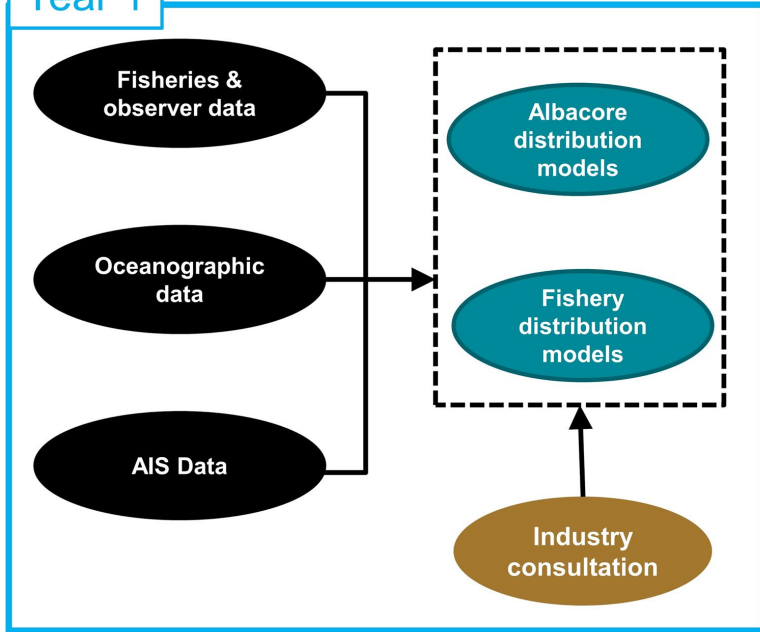 Year 1
Fisheries &
observer data
Albacore
distribution
models
Oceanographic
data
Fishery
distribution
models
AIS Data
Industry
consultation